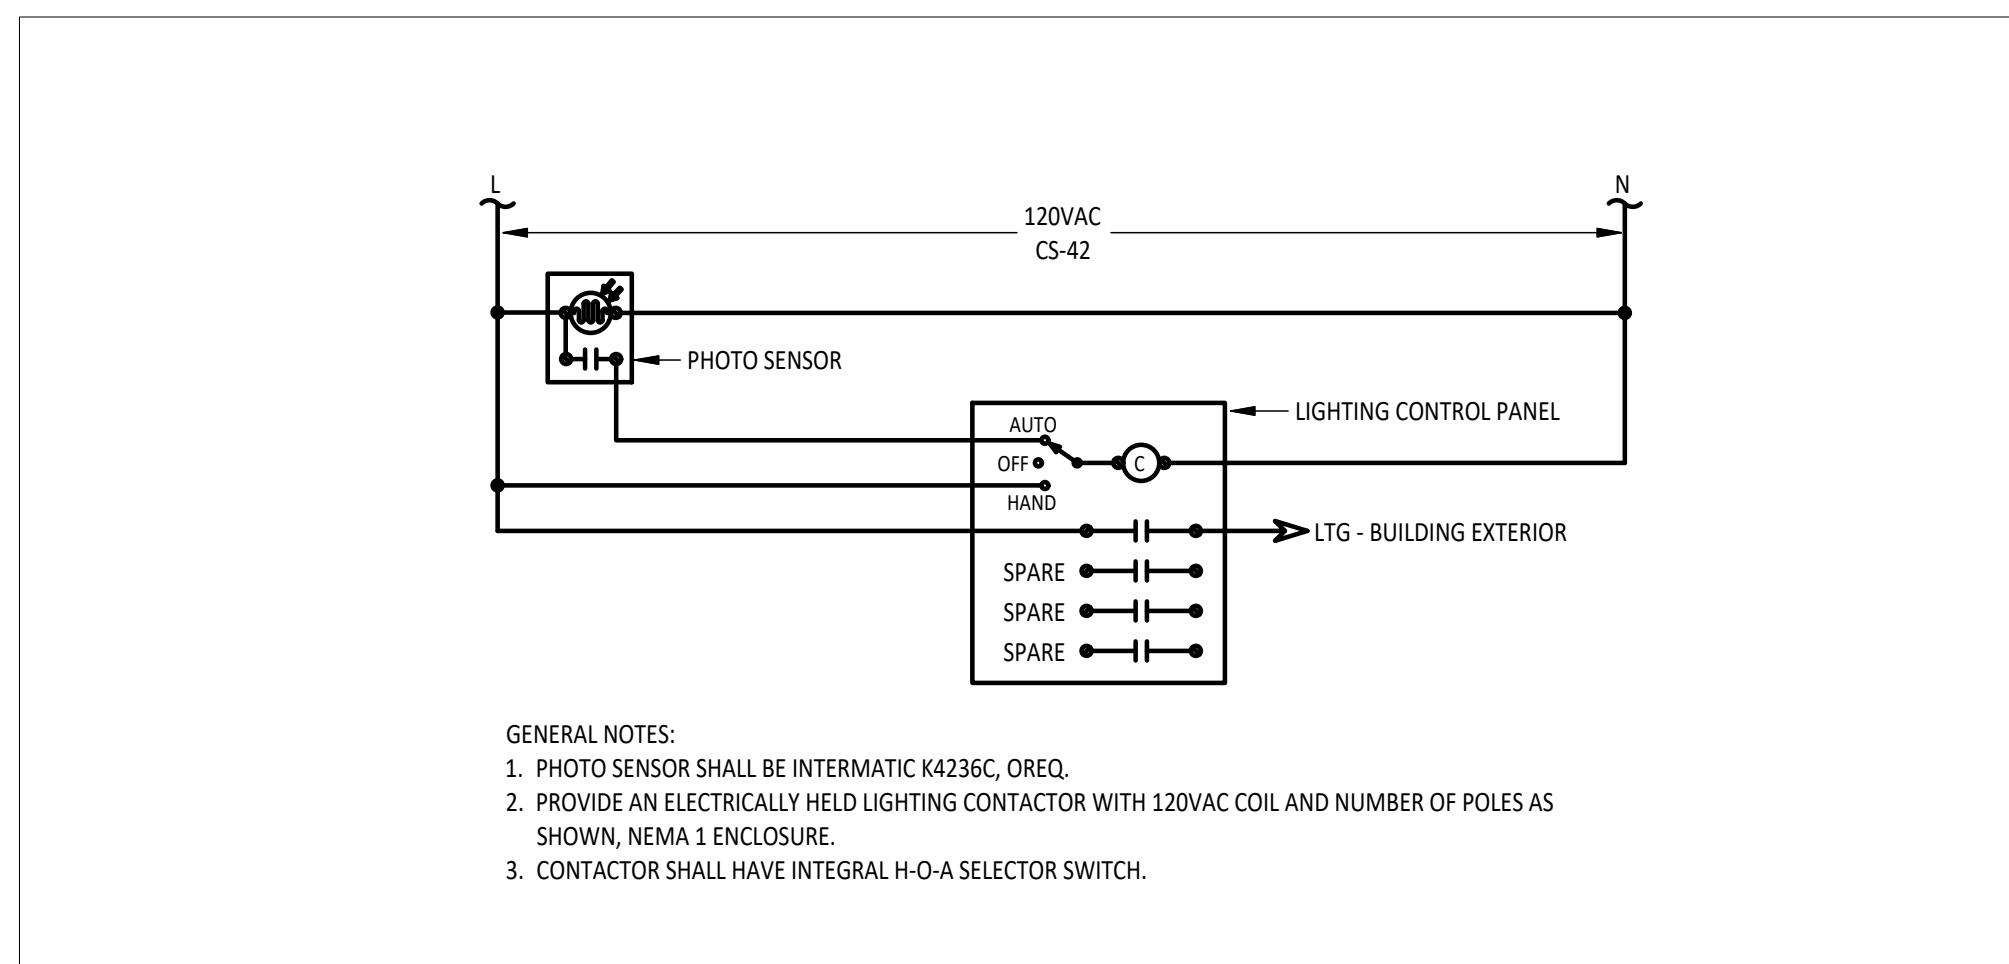 L
N
120VAC
CS-42
PHOTO SENSOR
LIGHTING CONTROL PANEL
AUTO
OFF
C
HAND
LTG - BUILDING EXTERIOR
SPARE
SPARE
SPARE
GENERAL NOTES:
1. PHOTO SENSOR SHALL BE INTERMATIC K4236C, OREQ.
2. PROVIDE AN ELECTRICALLY HELD LIGHTING CONTACTOR WITH 120VAC COIL AND NUMBER OF POLES AS
SHOWN, NEMA 1 ENCLOSURE.
3. CONTACTOR SHALL HAVE INTEGRAL H-O-A SELECTOR SWITCH.